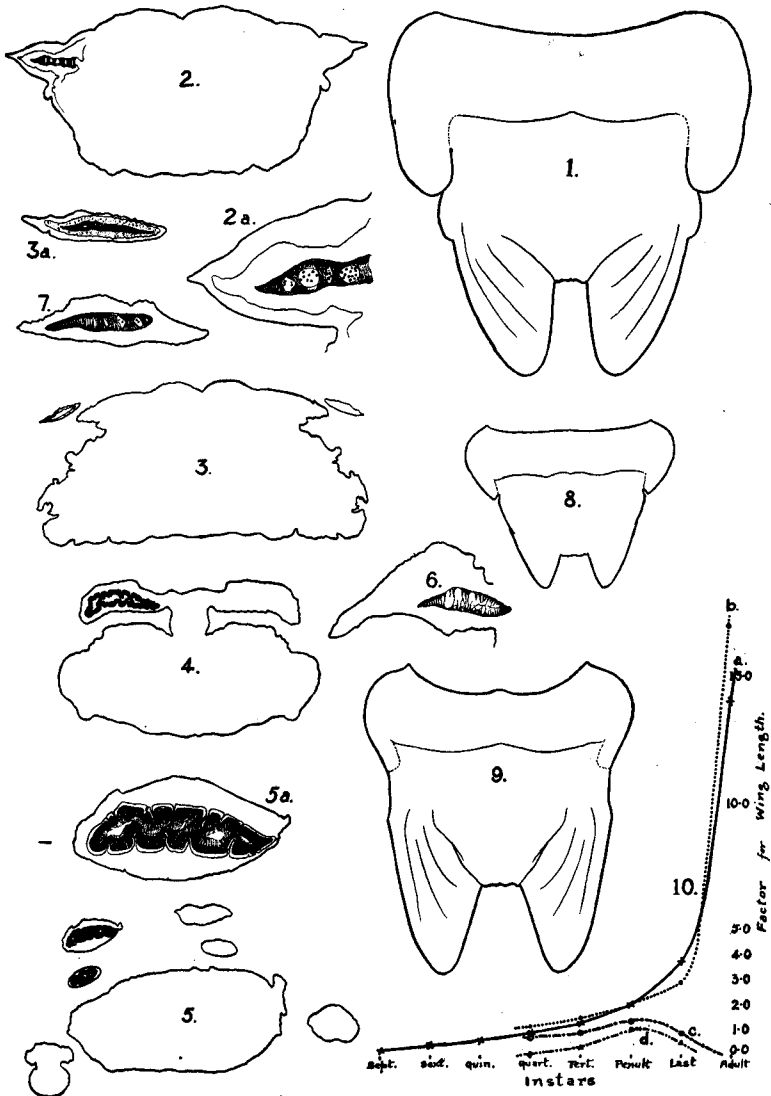 2.
1.
2a.
3a.
7.
3.
8.
6.
4.
b.
a.
15.0
9.
5a.
10.0
10.
Factor for Wing Length.
5.0
4.0
3.0
2.0
1.0
0.0
c.
d.
5.
Sept. Sext. Quin. Quart. Tert. Penult Last Adult
Instars